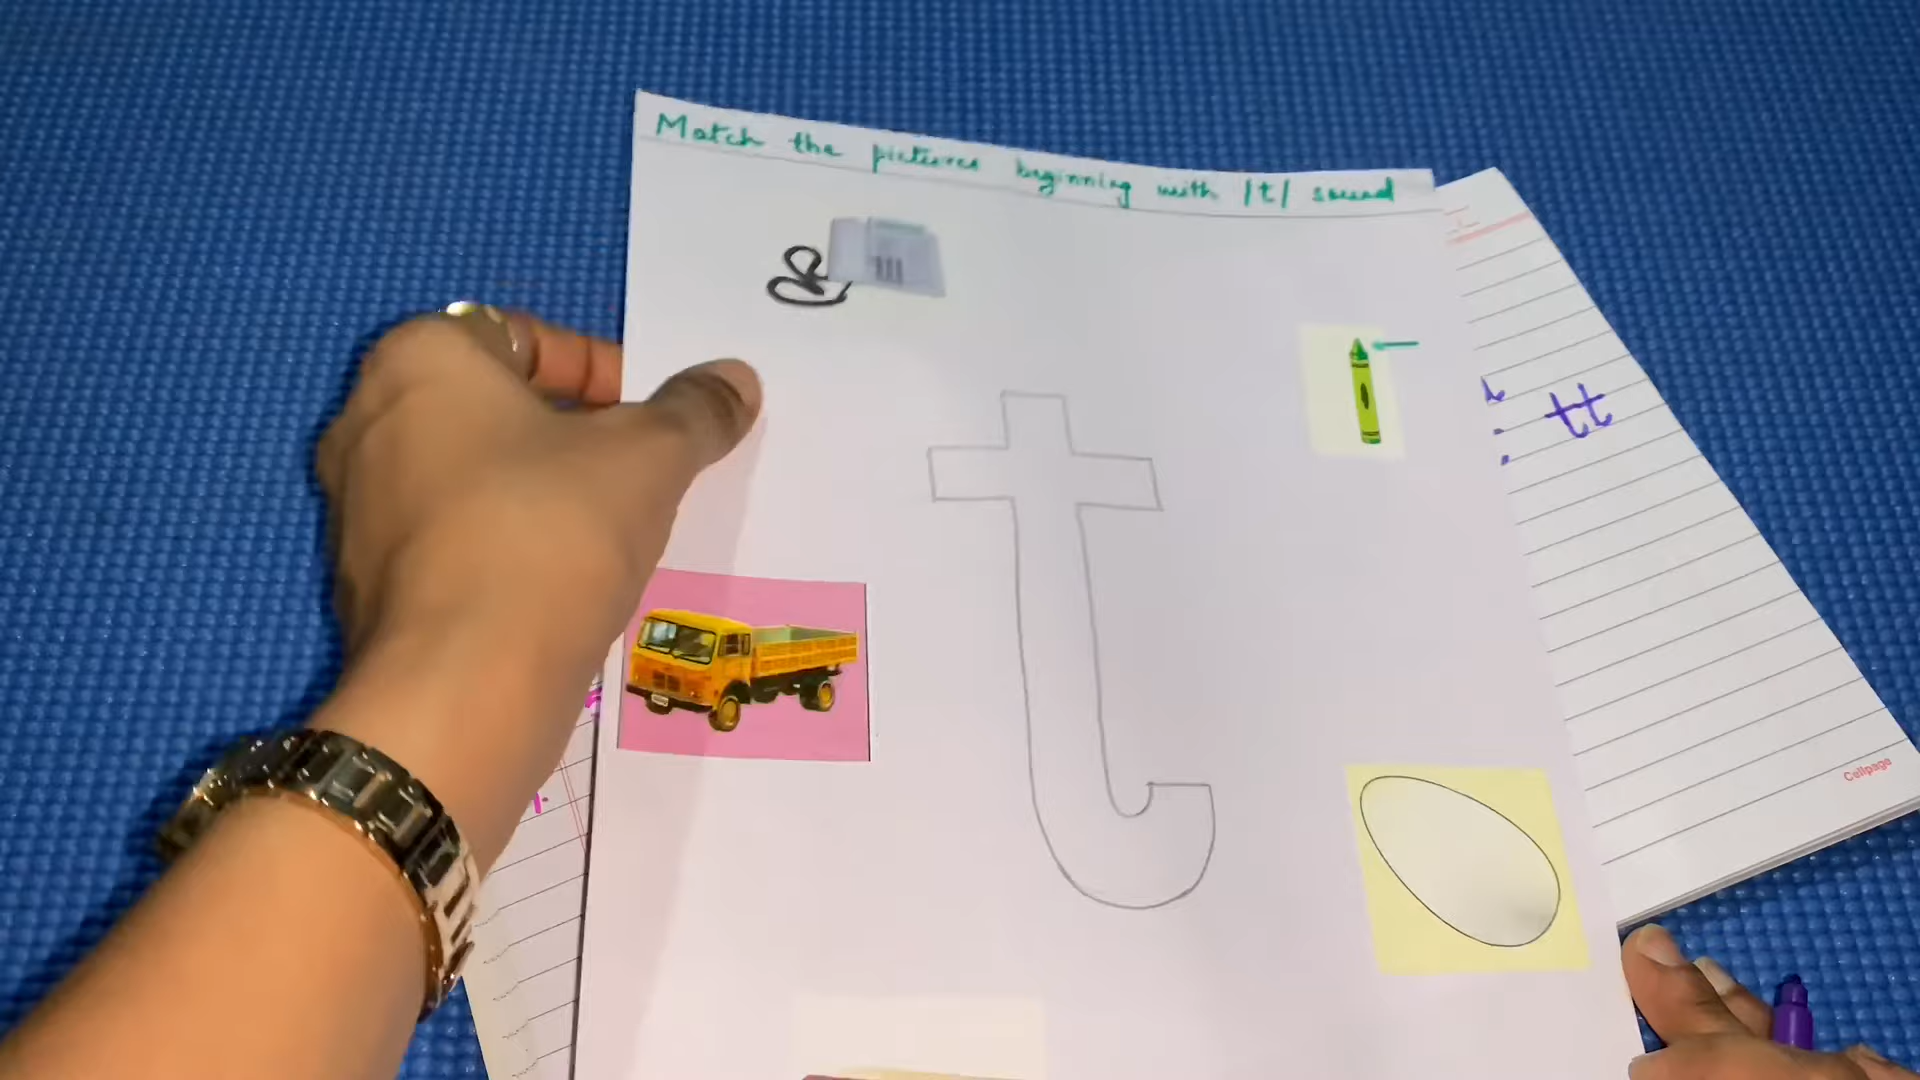 Match the pictures beginning with /t/ sound
t
tt
Cellpage